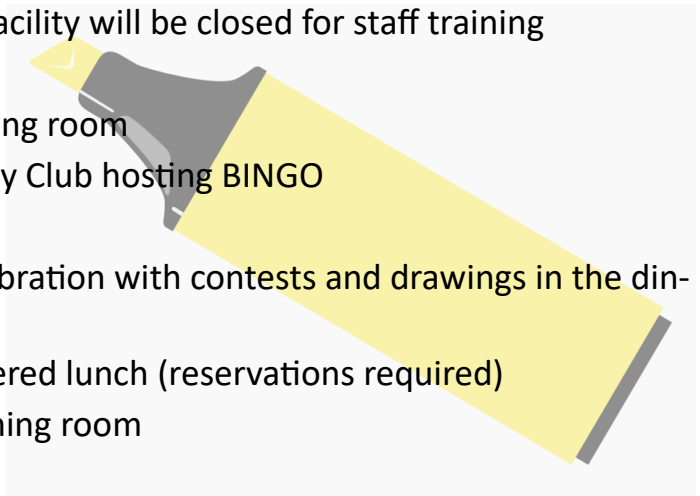 acility will be closed for staff training
ng room
y Club hosting BINGO
bration with contests and drawings in the din-
ered lunch (reservations required)
ning room